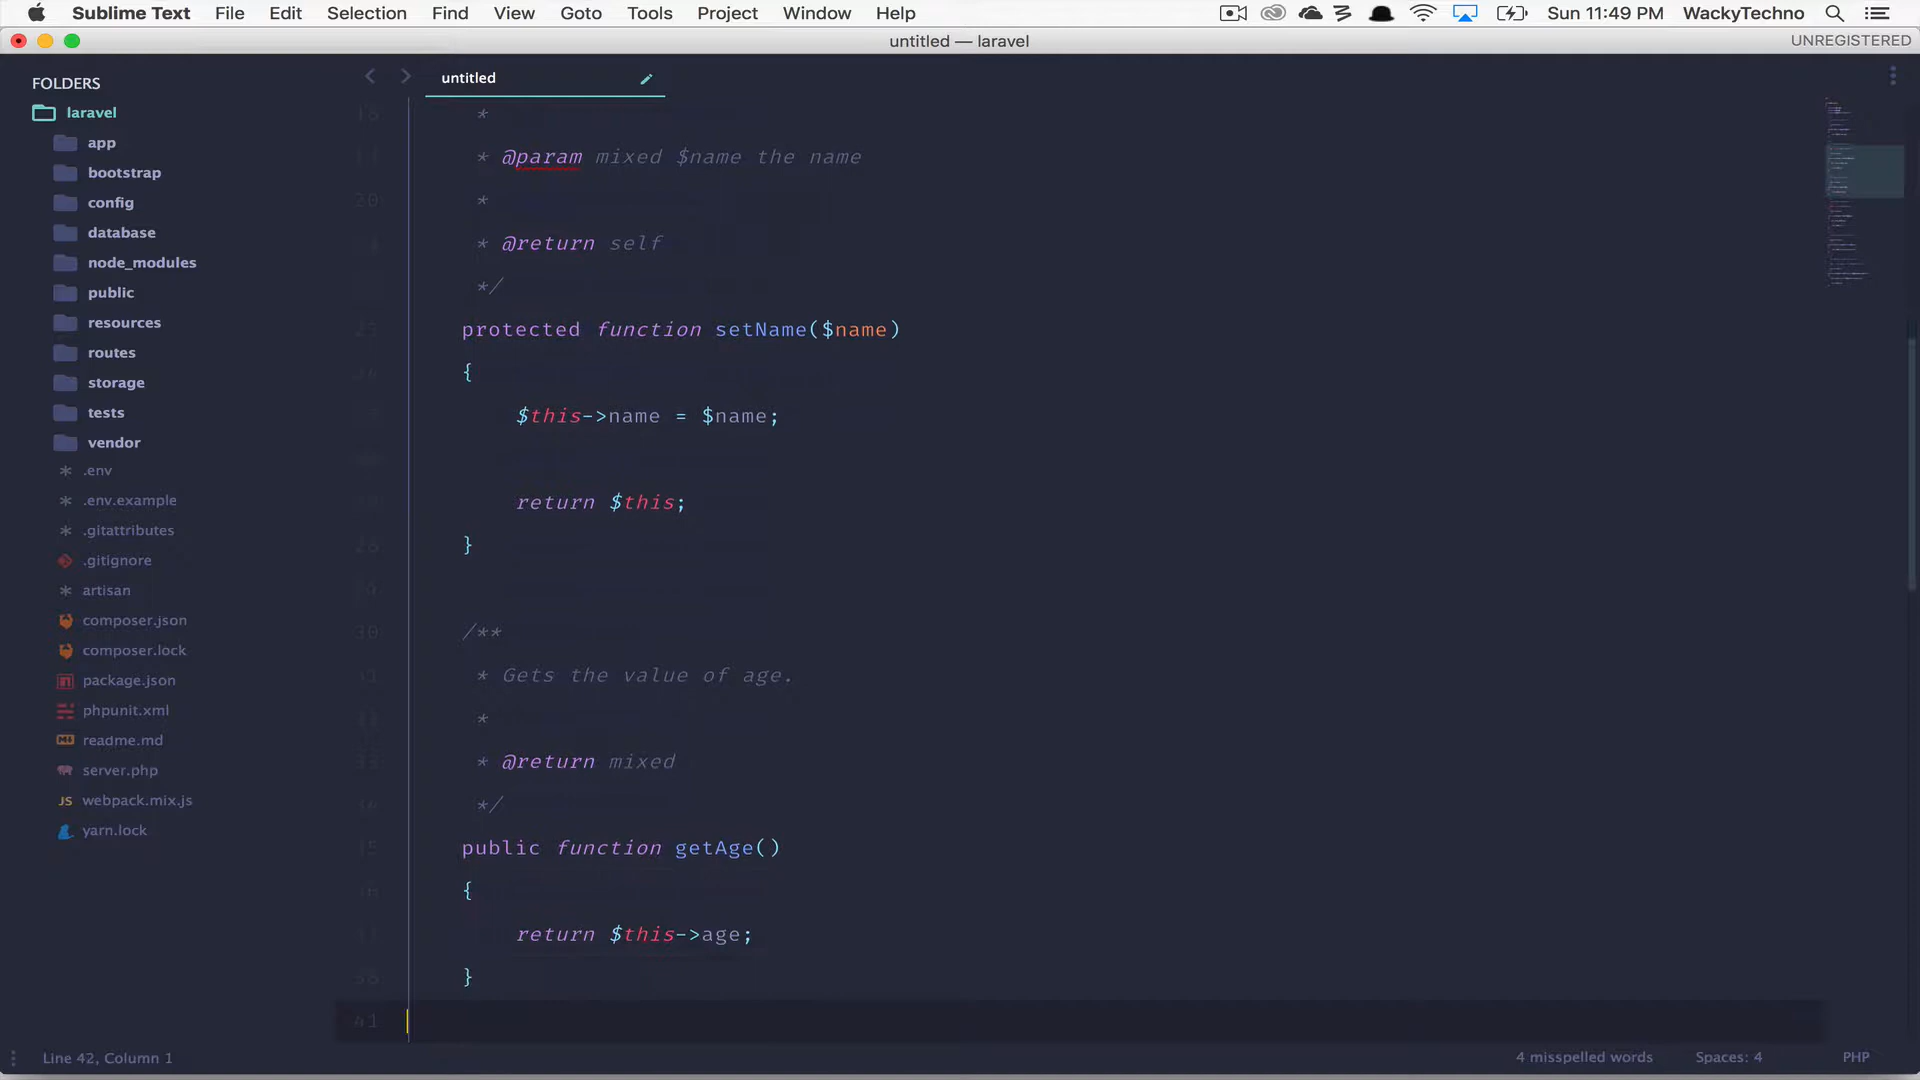 Sublime Text File Edit Selection Find View Goto Tools Project Window Help Sun 11:49 PM WackyTechno
untitled — laravel UNREGISTERED
FOLDERS
laravel
app
bootstrap
config
database
node_modules
public
resources
routes
storage
tests
vendor
.env
.env.example
.gitattributes
.gitignore
artisan
composer.json
composer.lock
package.json
phpunit.xml
readme.md
server.php
JS webpack.mix.js
yarn.lock
untitled
*
* @param mixed $name the name
20 *
* @return self
*/
protected function setName($name)
{
$this->name = $name;
return $this;
}
30 /**
* Gets the value of age.
*
* @return mixed
*/
public function getAge()
{
return $this->age;
}
41
Line 42, Column 1 4 misspelled words Spaces: 4 PHP